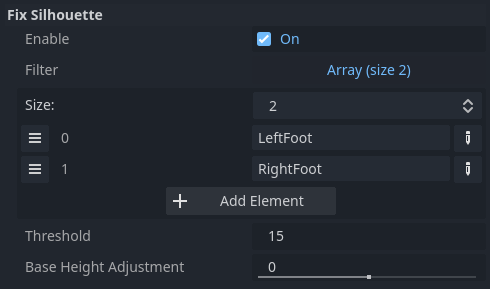 Fix Silhouette
Enable On
Filter Array (size 2)
Size: 2
0 LeftFoot
1 RightFoot
Add Element
Threshold 15
Base Height Adjustment 0